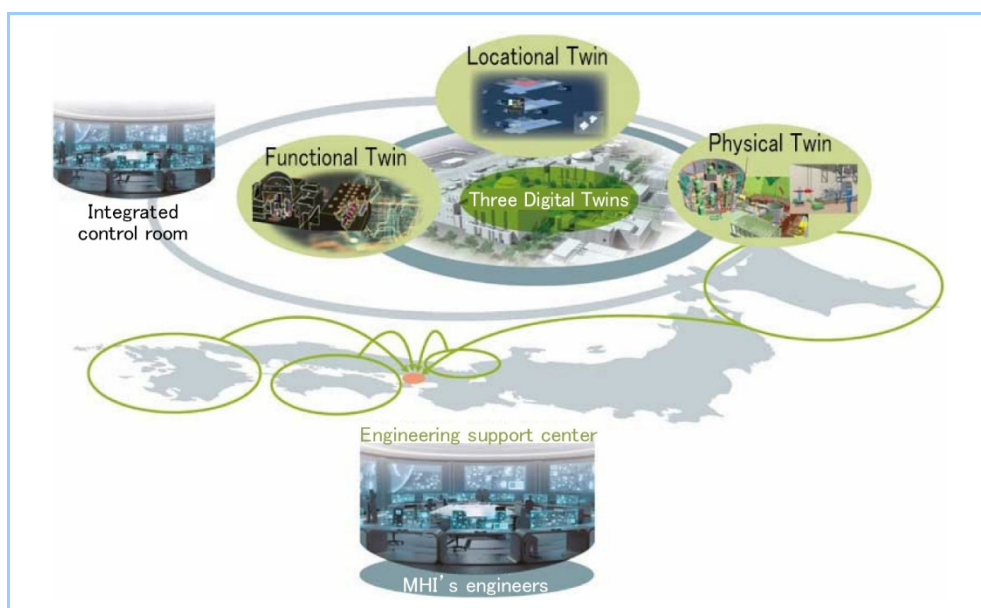 Locational Twin
Functional Twin
Physical Twin
Three Digital Twins
Integrated
control room
Engineering support center
MHI's engineers